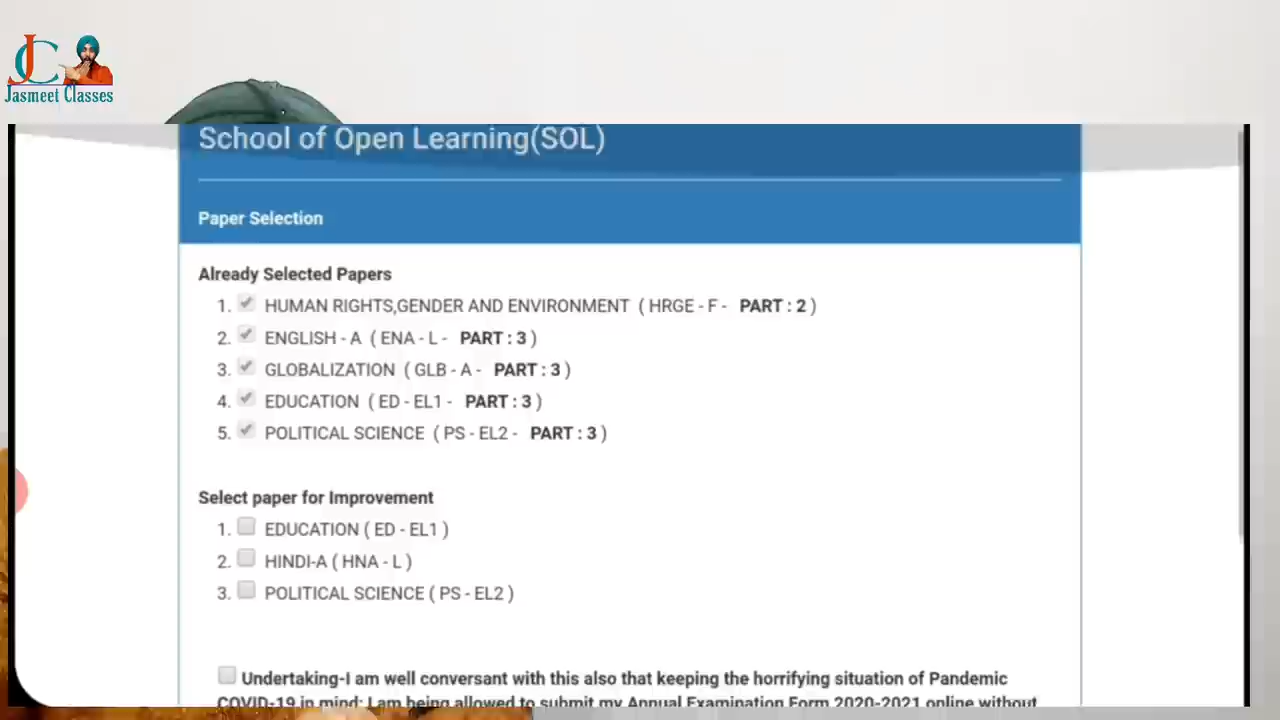 JC
Jasmeet Classes
School of Open Learning(SOL)
Paper Selection
Already Selected Papers
1. HUMAN RIGHTS,GENDER AND ENVIRONMENT ( HRGE - F - PART : 2 )
2. ENGLISH - A ( ENA - L - PART : 3 )
3. GLOBALIZATION ( GLB - A - PART : 3 )
4. EDUCATION ( ED - EL1 - PART : 3 )
5. POLITICAL SCIENCE ( PS - EL2 - PART : 3 )
Select paper for Improvement
1. EDUCATION ( ED - EL1 )
2. HINDI-A ( HNA - L )
3. POLITICAL SCIENCE ( PS - EL2 )
Undertaking-I am well conversant with this also that keeping the horrifying situation of Pandemic
COVID-19 in mind; I am being allowed to submit my Annual Examination Form 2020-2021 online without